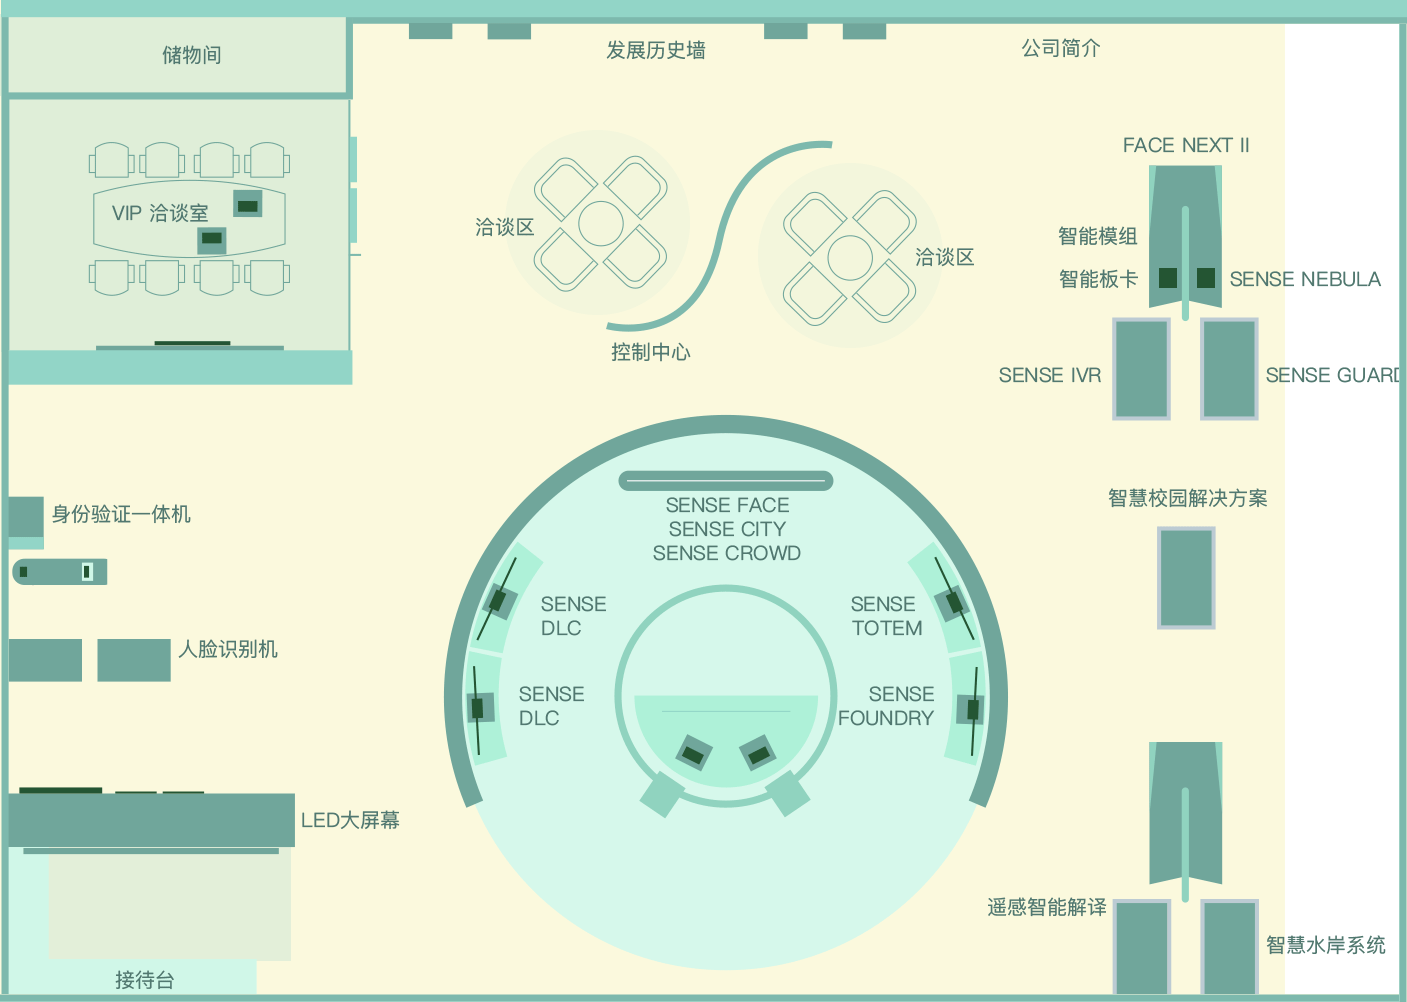 储物间
发展历史墙
公司简介
FACE NEXT II
VIP 洽谈室
洽谈区
洽谈区
智能模组
智能板卡
SENSE NEBULA
控制中心
SENSE IVR
SENSE GUARD
身份验证一体机
SENSE FACE
SENSE CITY
SENSE CROWD
智慧校园解决方案
SENSE
DLC
SENSE
TOTEM
人脸识别机
SENSE
DLC
SENSE
FOUNDRY
LED大屏幕
遥感智能解译
智慧水岸系统
接待台